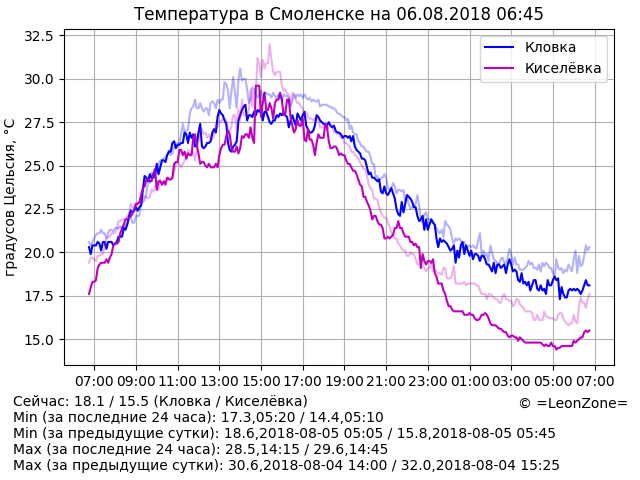 Температура в Смоленске на 06.08.2018 06:45
градусов Цельсия, °C
32.5
30.0
27.5
25.0
22.5
20.0
17.5
15.0
Кловка
Киселёвка
07:00 09:00 11:00 13:00 15:00 17:00 19:00 21:00 23:00 01:00 03:00 05:00 07:00
© =LeonZone=
Сейчас: 18.1 / 15.5 (Кловка / Киселёвка)
Min (за последние 24 часа): 17.3,05:20 / 14.4,05:10
Min (за предыдущие сутки): 18.6,2018-08-05 05:05 / 15.8,2018-08-05 05:45
Max (за последние 24 часа): 28.5,14:15 / 29.6,14:45
Max (за предыдущие сутки): 30.6,2018-08-04 14:00 / 32.0,2018-08-04 15:25